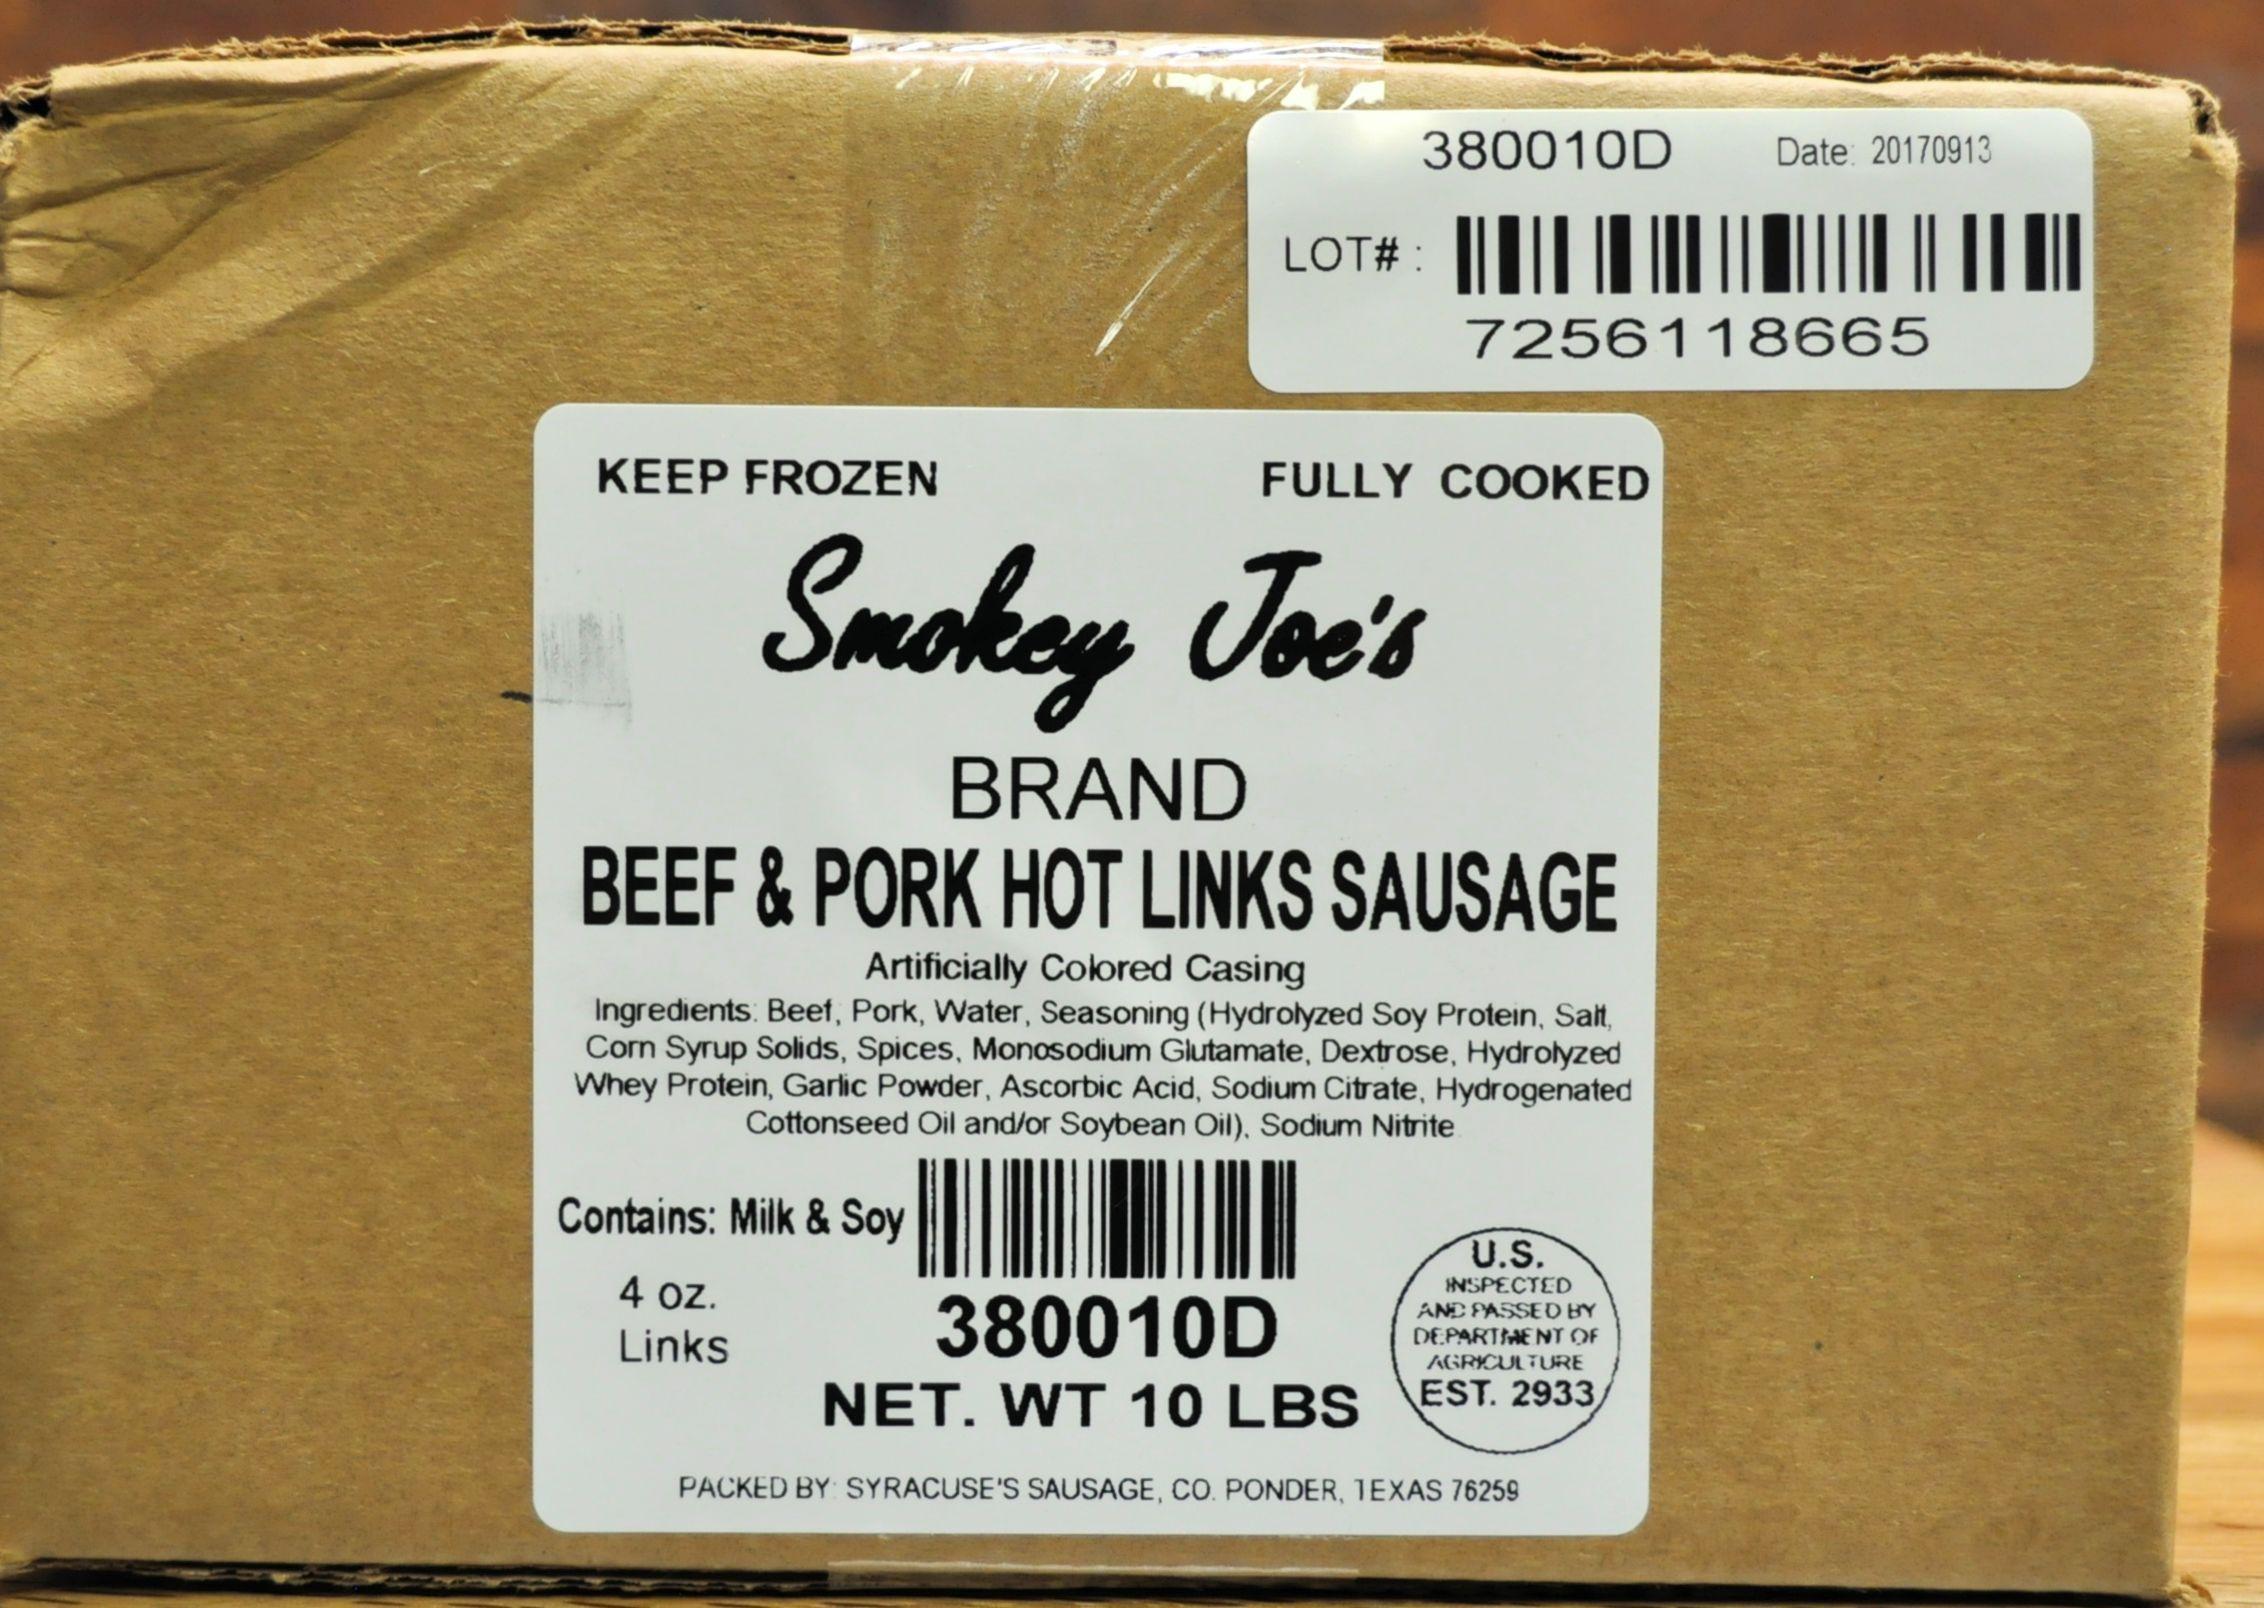 380010D Date: 20170913
LOT# :
7256118665
KEEP FROZEN FULLY COOKED
Smokey Joe's
BRAND
BEEF & PORK HOT LINKS SAUSAGE
Artificially Colored Casing
Ingredients: Beef, Pork, Water, Seasoning (Hydrolyzed Soy Protein, Salt,
Corn Syrup Solids, Spices, Monosodium Glutamate, Dextrose, Hydrolyzed
Whey Protein, Garlic Powder, Ascorbic Acid, Sodium Citrate, Hydrogenated
Cottonseed Oil and/or Soybean Oil), Sodium Nitrite
Contains: Milk & Soy
4 oz.
Links
380010D
NET. WT 10 LBS
U.S.
INSPECTED
AND PASSED BY
DEPARTMENT OF
AGRICULTURE
EST. 2933
PACKED BY: SYRACUSE'S SAUSAGE, CO. PONDER, TEXAS 76259